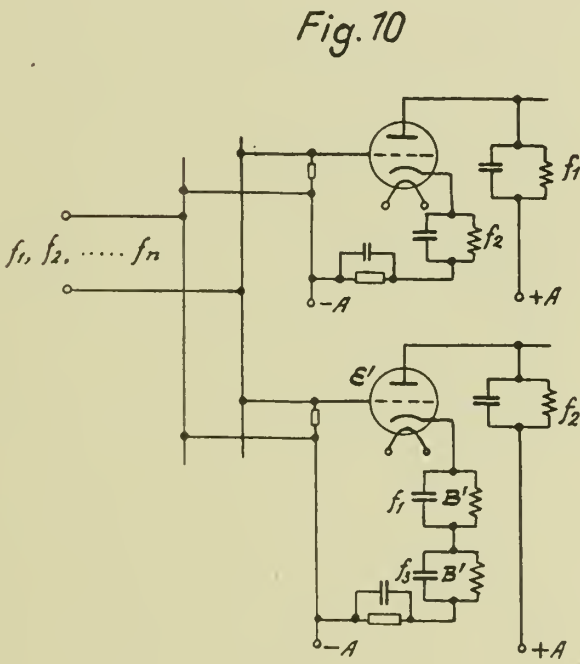 Fig. 10
f₁
f₂
f₁, f₂, ..... fₙ
-A
+A
ε'
f₂
f₁ B'
f₃ B'
-A
+A